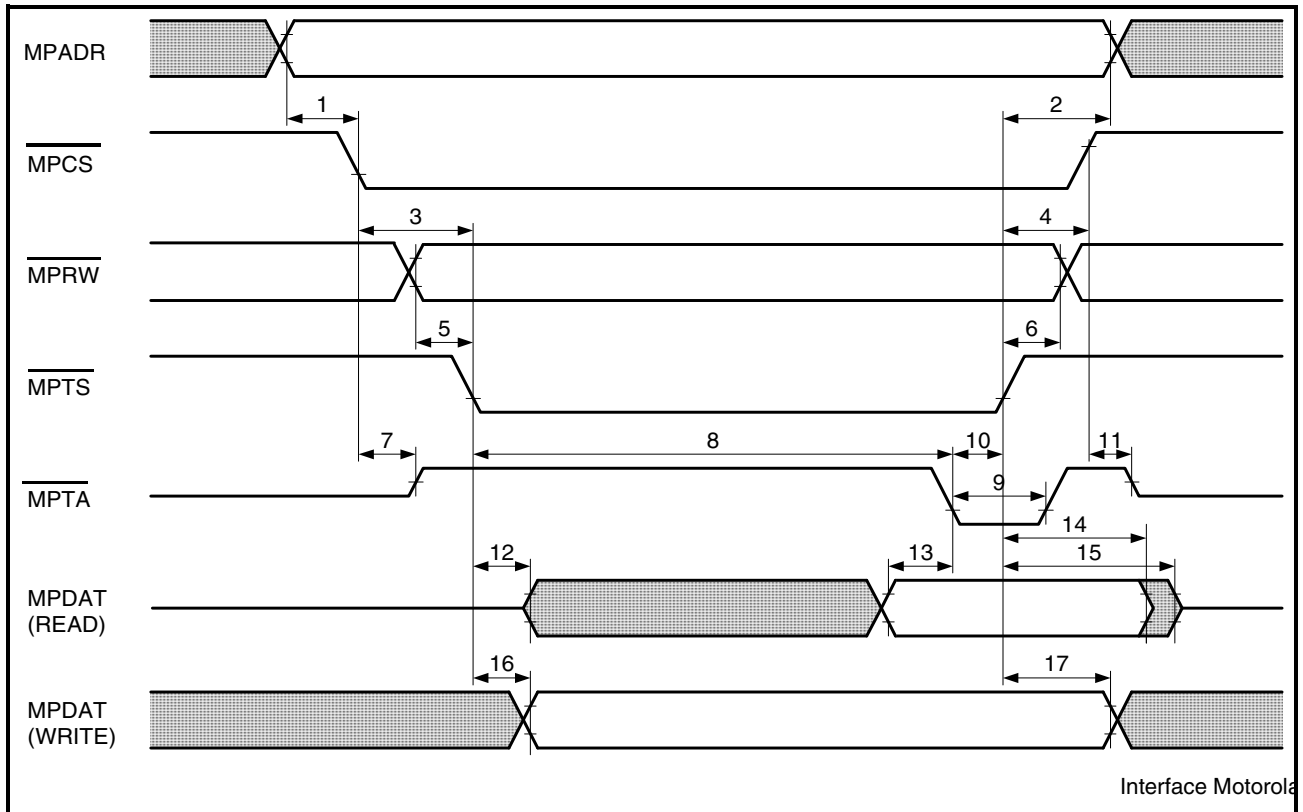 MPADR
1
2
MPCS
3
4
MPRW
5
6
MPTS
7
8
10
11
MPTA
9
14
12
13
15
MPDAT
(READ)
16
17
MPDAT
(WRITE)
Interface Motorola